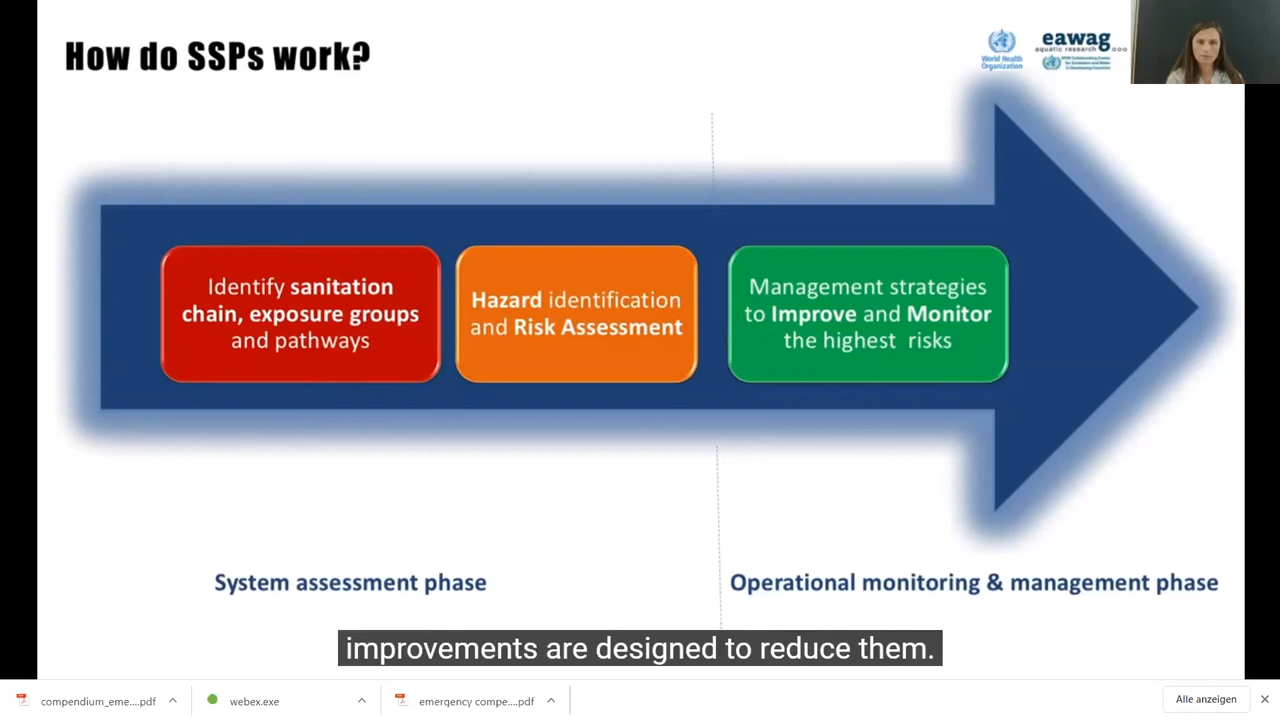 How do SSPs work?
World Health
Organization
eawag
aquatic research
Identify sanitation
chain, exposure groups
and pathways
Hazard identification
and Risk Assessment
Management strategies
to Improve and Monitor
the highest risks
System assessment phase
Operational monitoring & management phase
improvements are designed to reduce them.
compendium_eme....pdf
webex.exe
emergency compe....pdf
Alle anzeigen